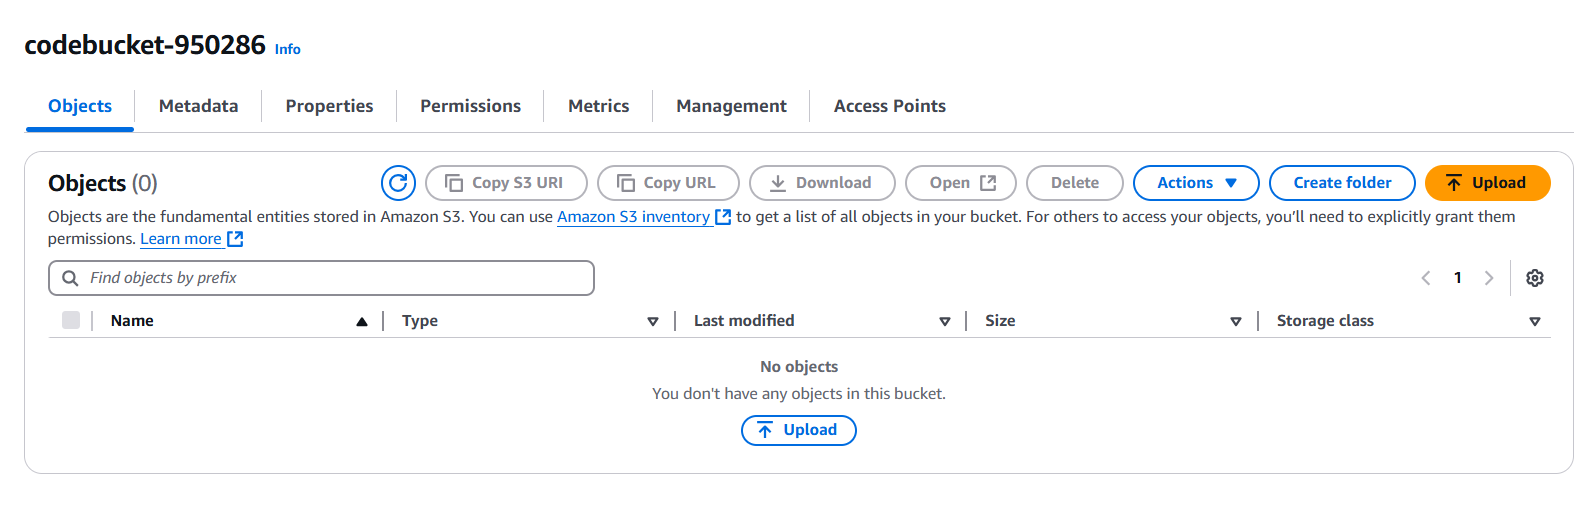 codebucket-950286 Info
Objects Metadata Properties Permissions Metrics Management Access Points
Objects (0) Copy S3 URI Copy URL Download Open Delete Actions Create folder Upload
Objects are the fundamental entities stored in Amazon S3. You can use Amazon S3 inventory to get a list of all objects in your bucket. For others to access your objects, you’ll need to explicitly grant them
permissions. Learn more
Find objects by prefix 1
Name Type Last modified Size Storage class
No objects
You don't have any objects in this bucket.
Upload